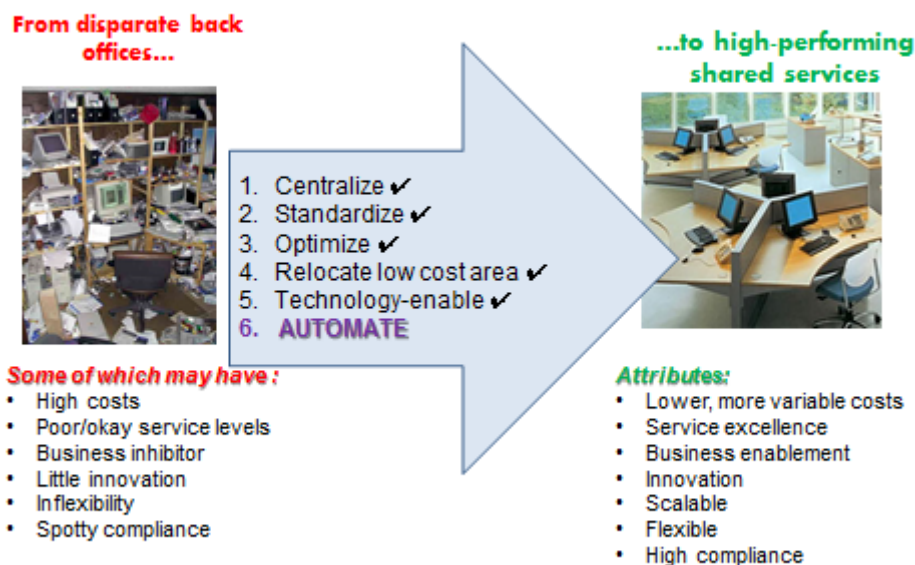 From disparate back
offices...
...to high-performing
shared services
1. Centralize ✔
2. Standardize ✔
3. Optimize ✔
4. Relocate low cost area ✔
5. Technology-enable ✔
6. AUTOMATE
Some of which may have :
• High costs
• Poor/okay service levels
• Business inhibitor
• Little innovation
• Inflexibility
• Spotty compliance
Attributes:
• Lower, more variable costs
• Service excellence
• Business enablement
• Innovation
• Scalable
• Flexible
• High compliance